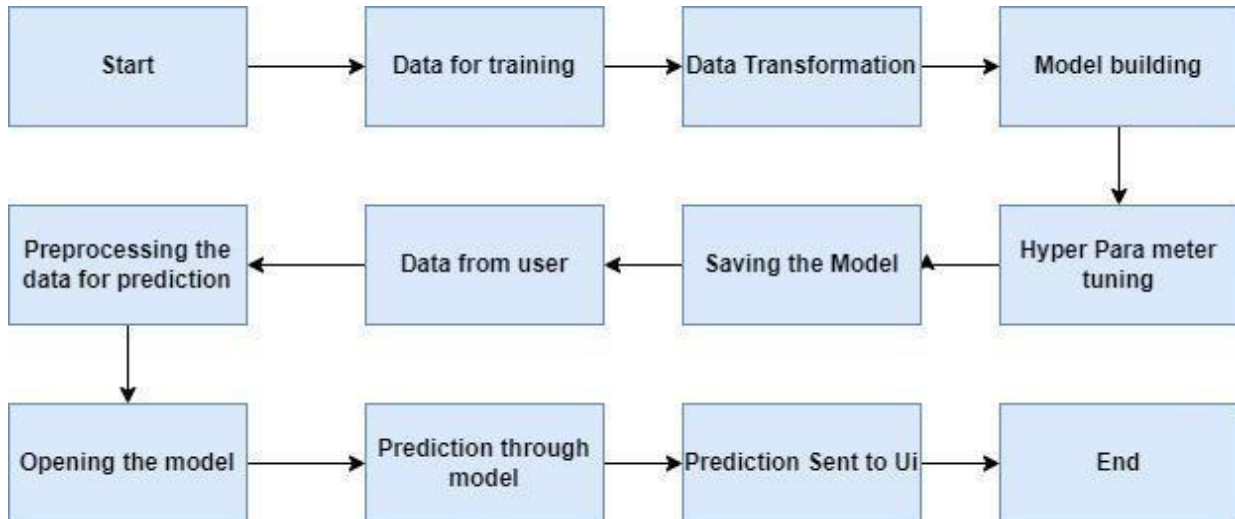 Start
Data for training
Data Transformation
Model building
Preprocessing the
data for prediction
Data from user
Saving the Model
Hyper Para meter
tuning
Opening the model
Prediction through
model
Prediction Sent to Ui
End